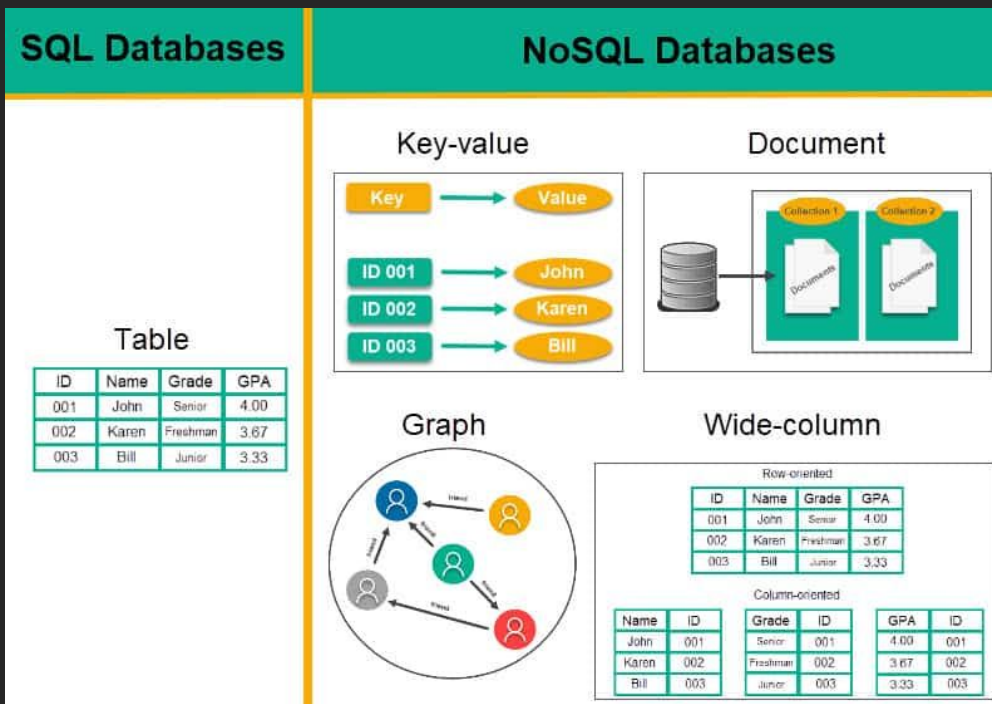 SQL Databases
NoSQL Databases
Table
ID Name Grade GPA
001 John Senior 4.00
002 Karen Freshman 3.67
003 Bill Junior 3.33
Key-value
Key Value
ID 001 John
ID 002 Karen
ID 003 Bill
Document
Collection 1 Collection 2
Documents Documents
Graph
friend
friend
friend
friend
friend
Wide-column
Row-oriented
ID Name Grade GPA
001 John Senior 4.00
002 Karen Freshman 3.67
003 Bill Junior 3.33
Column-oriented
Name ID Grade ID GPA ID
John 001 Senior 001 4.00 001
Karen 002 Freshman 002 3.67 002
Bill 003 Junior 003 3.33 003